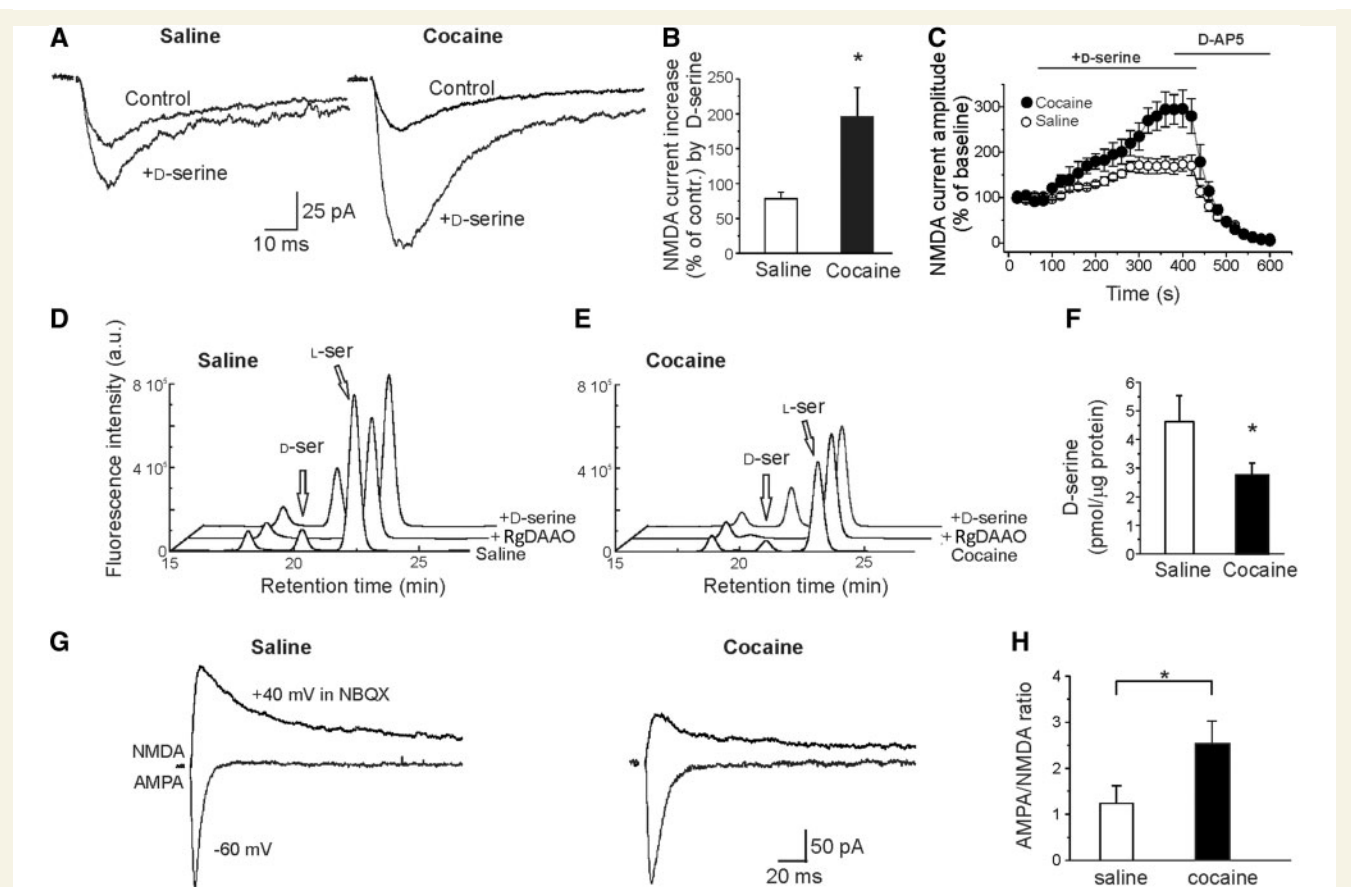 A
Saline
Cocaine
Control
+D-serine
Control
+D-serine
25 pA
10 ms
B
NMDA current increase
(% of contr.) by D-serine
*
250
200
150
100
50
0
Saline
Cocaine
C
D-AP5
+D-serine
NMDA current amplitude
(% of baseline)
300
200
100
0
Cocaine
Saline
0
100
200
300
400
500
600
Time (s)
D
Fluorescence intensity (a.u.)
Saline
8 10⁵
4 10⁵
0
L-ser
D-ser
+D-serine
+ RgDAAO
Saline
15
20
25
Retention time (min)
E
Cocaine
8 10⁵
4 10⁵
0
L-ser
D-ser
+D-serine
+ RgDAAO
Cocaine
15
20
25
Retention time (min)
F
D-serine
(pmol/µg protein)
6
5
4
3
2
1
0
*
Saline
Cocaine
G
Saline
+40 mV in NBQX
NMDA
AMPA
-60 mV
Cocaine
50 pA
20 ms
H
AMPA/NMDA ratio
4
3
2
1
0
*
saline
cocaine